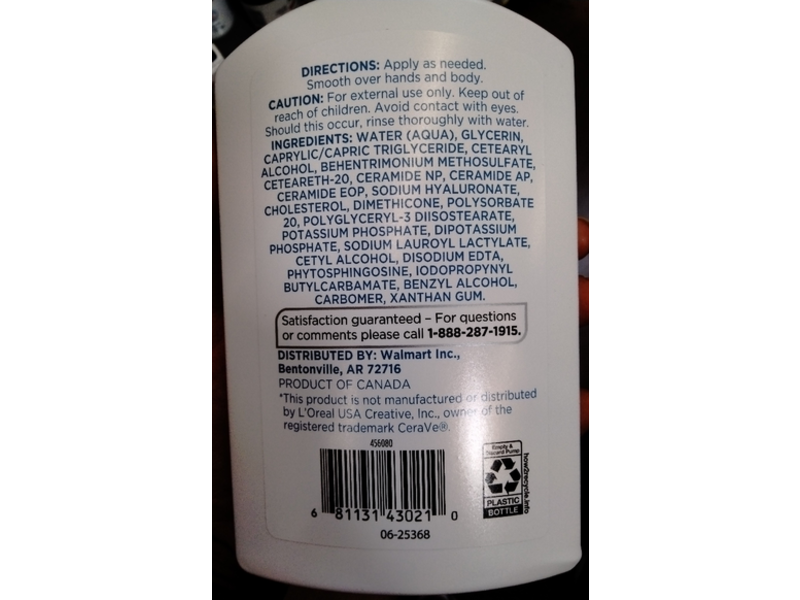 DIRECTIONS: Apply as needed.
Smooth over hands and body.
CAUTION: For external use only. Keep out of
reach of children. Avoid contact with eyes.
Should this occur, rinse thoroughly with water.
INGREDIENTS: WATER (AQUA), GLYCERIN,
CAPRYLIC/CAPRIC TRIGLYCERIDE, CETEARYL
ALCOHOL, BEHENTRIMONIUM METHOSULFATE,
CETEARETH-20, CERAMIDE NP, CERAMIDE AP,
CERAMIDE EOP, SODIUM HYALURONATE,
CHOLESTEROL, DIMETHICONE, POLYSORBATE
20, POLYGLYCERYL-3 DIISOSTEARATE,
POTASSIUM PHOSPHATE, DIPOTASSIUM
PHOSPHATE, SODIUM LAUROYL LACTYLATE,
CETYL ALCOHOL, DISODIUM EDTA,
PHYTOSPHINGOSINE, IODOPROPYNYL
BUTYLCARBAMATE, BENZYL ALCOHOL,
CARBOMER, XANTHAN GUM.
Satisfaction guaranteed – For questions
or comments please call 1-888-287-1915.
DISTRIBUTED BY: Walmart Inc.,
Bentonville, AR 72716
PRODUCT OF CANADA
*This product is not manufactured or distributed
by L'Oreal USA Creative, Inc., owner of the
registered trademark CeraVe®.
456080
6 81131 43021 0
06-25368
Empty &
Discard Pump
PLASTIC
BOTTLE
how2recycle.info